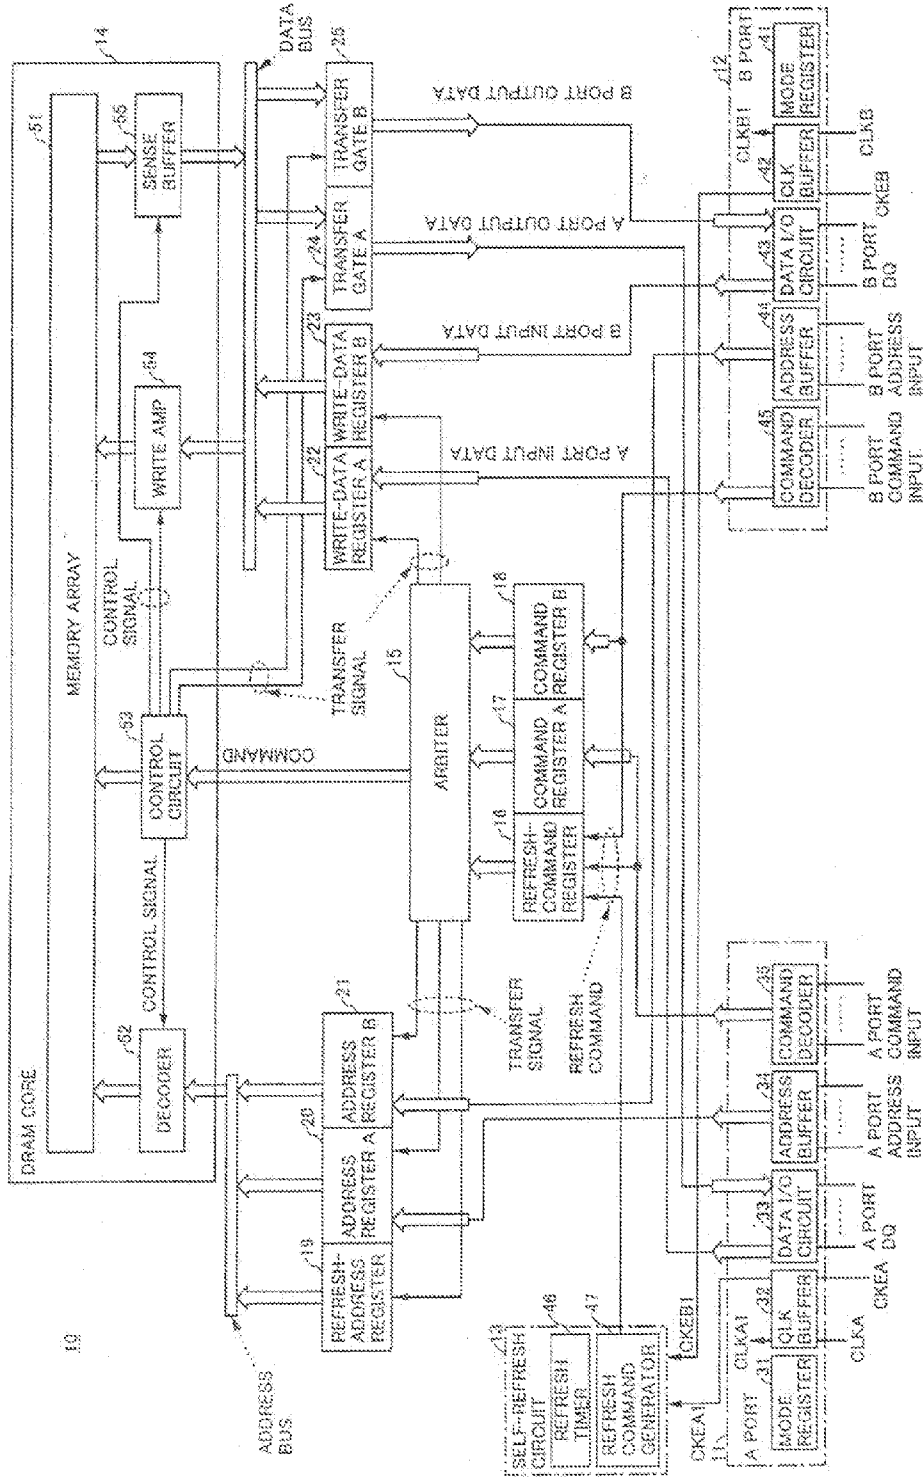 10
DRAM CORE
14
MEMORY ARRAY
51
DECODER
52
CONTROL SIGNAL
CONTROL
CIRCUIT
53
CONTROL
SIGNAL
WRITE AMP
54
SENSE
BUFFER
55
ADDRESS
BUS
DATA
BUS
REFRESH-
ADDRESS
REGISTER
19
ADDRESS
REGISTER A
20
ADDRESS
REGISTER B
21
COMMAND
TRANSFER
SIGNAL
WRITE-DATA
REGISTER A
22
WRITE-DATA
REGISTER B
23
TRANSFER
GATE A
24
TRANSFER
GATE B
25
ARBITER
15
TRANSFER
SIGNAL
A PORT INPUT DATA
B PORT INPUT DATA
A PORT OUTPUT DATA
B PORT OUTPUT DATA
REFRESH-
COMMAND
REGISTER
16
COMMAND
REGISTER A
17
COMMAND
REGISTER B
18
REFRESH
COMMAND
SELF-REFRESH
CIRCUIT
13
REFRESH
TIMER
46
REFRESH
COMMAND
GENERATOR
47
CKEA1
CKEB1
11
A PORT
MODE
REGISTER
31
CLKA1
CLK
BUFFER
32
DATA I/O
CIRCUIT
33
ADDRESS
BUFFER
34
COMMAND
DECODER
35
CLKA
CKEA
A PORT
DQ
A PORT
ADDRESS
INPUT
A PORT
COMMAND
INPUT
COMMAND
DECODER
45
ADDRESS
BUFFER
44
DATA I/O
CIRCUIT
43
CLK
BUFFER
42
CLKB1
MODE
REGISTER
41
12
B PORT
B PORT
COMMAND
INPUT
B PORT
ADDRESS
INPUT
B PORT
DQ
CKEB
CLKB